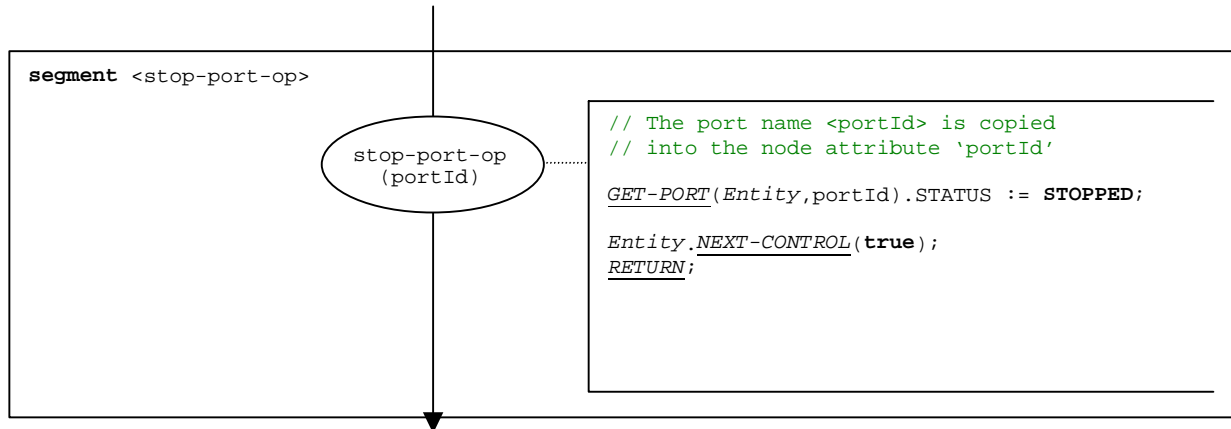 segment <stop-port-op>
stop-port-op
(portId)
// The port name <portId> is copied
// into the node attribute ‘portId’
GET-PORT(Entity,portId).STATUS := STOPPED;
Entity.NEXT-CONTROL(true);
RETURN;